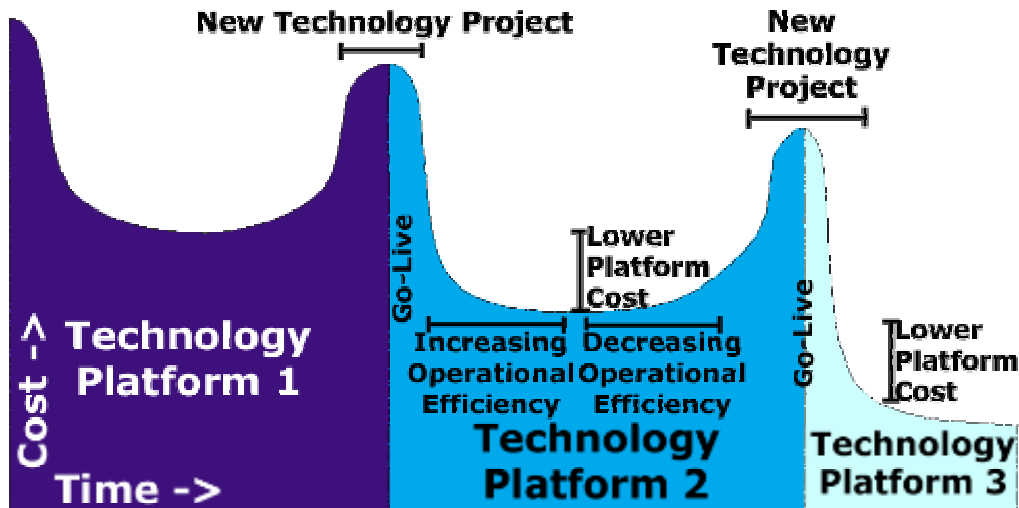 New Technology Project
New
Technology
Project
Go-Live
Lower
Platform
Cost
Increasing
Operational
Efficiency
Decreasing
Operational
Efficiency
Go-Live
Lower
Platform
Cost
Technology
Platform 1
Technology
Platform 2
Technology
Platform 3
Cost ->
Time ->